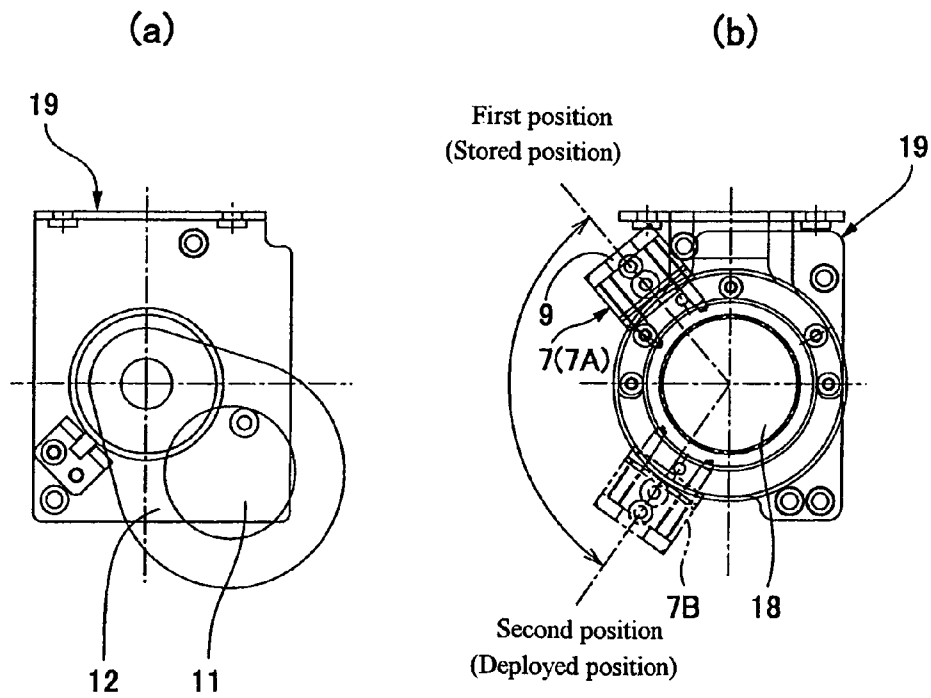 (a)
(b)
19
First position
(Stored position)
19
9
7(7A)
12
11
7B
18
Second position
(Deployed position)